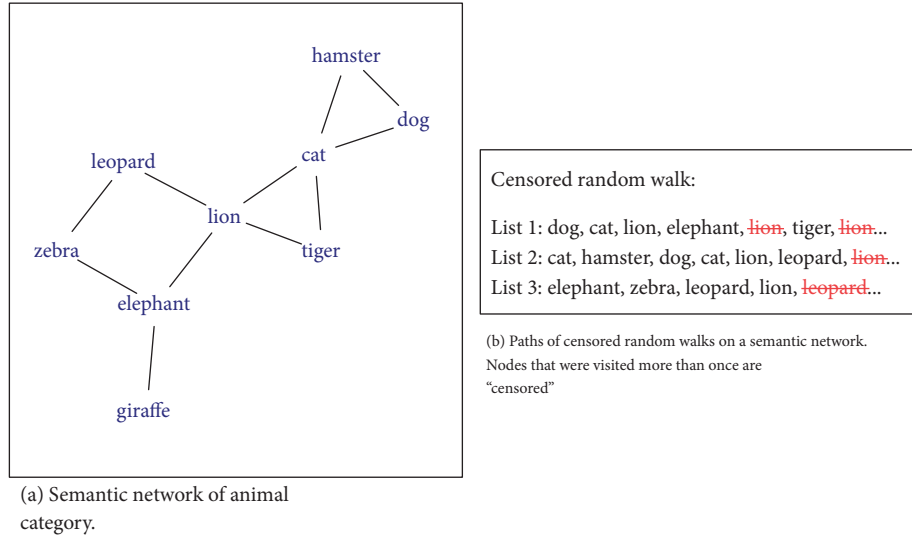 hamster
dog
cat
leopard
lion
zebra
tiger
elephant
giraffe
(a) Semantic network of animal
category.
Censored random walk:
List 1: dog, cat, lion, elephant, lion, tiger, lion...
List 2: cat, hamster, dog, cat, lion, leopard, lion...
List 3: elephant, zebra, leopard, lion, leopard...
(b) Paths of censored random walks on a semantic network.
Nodes that were visited more than once are
“censored”